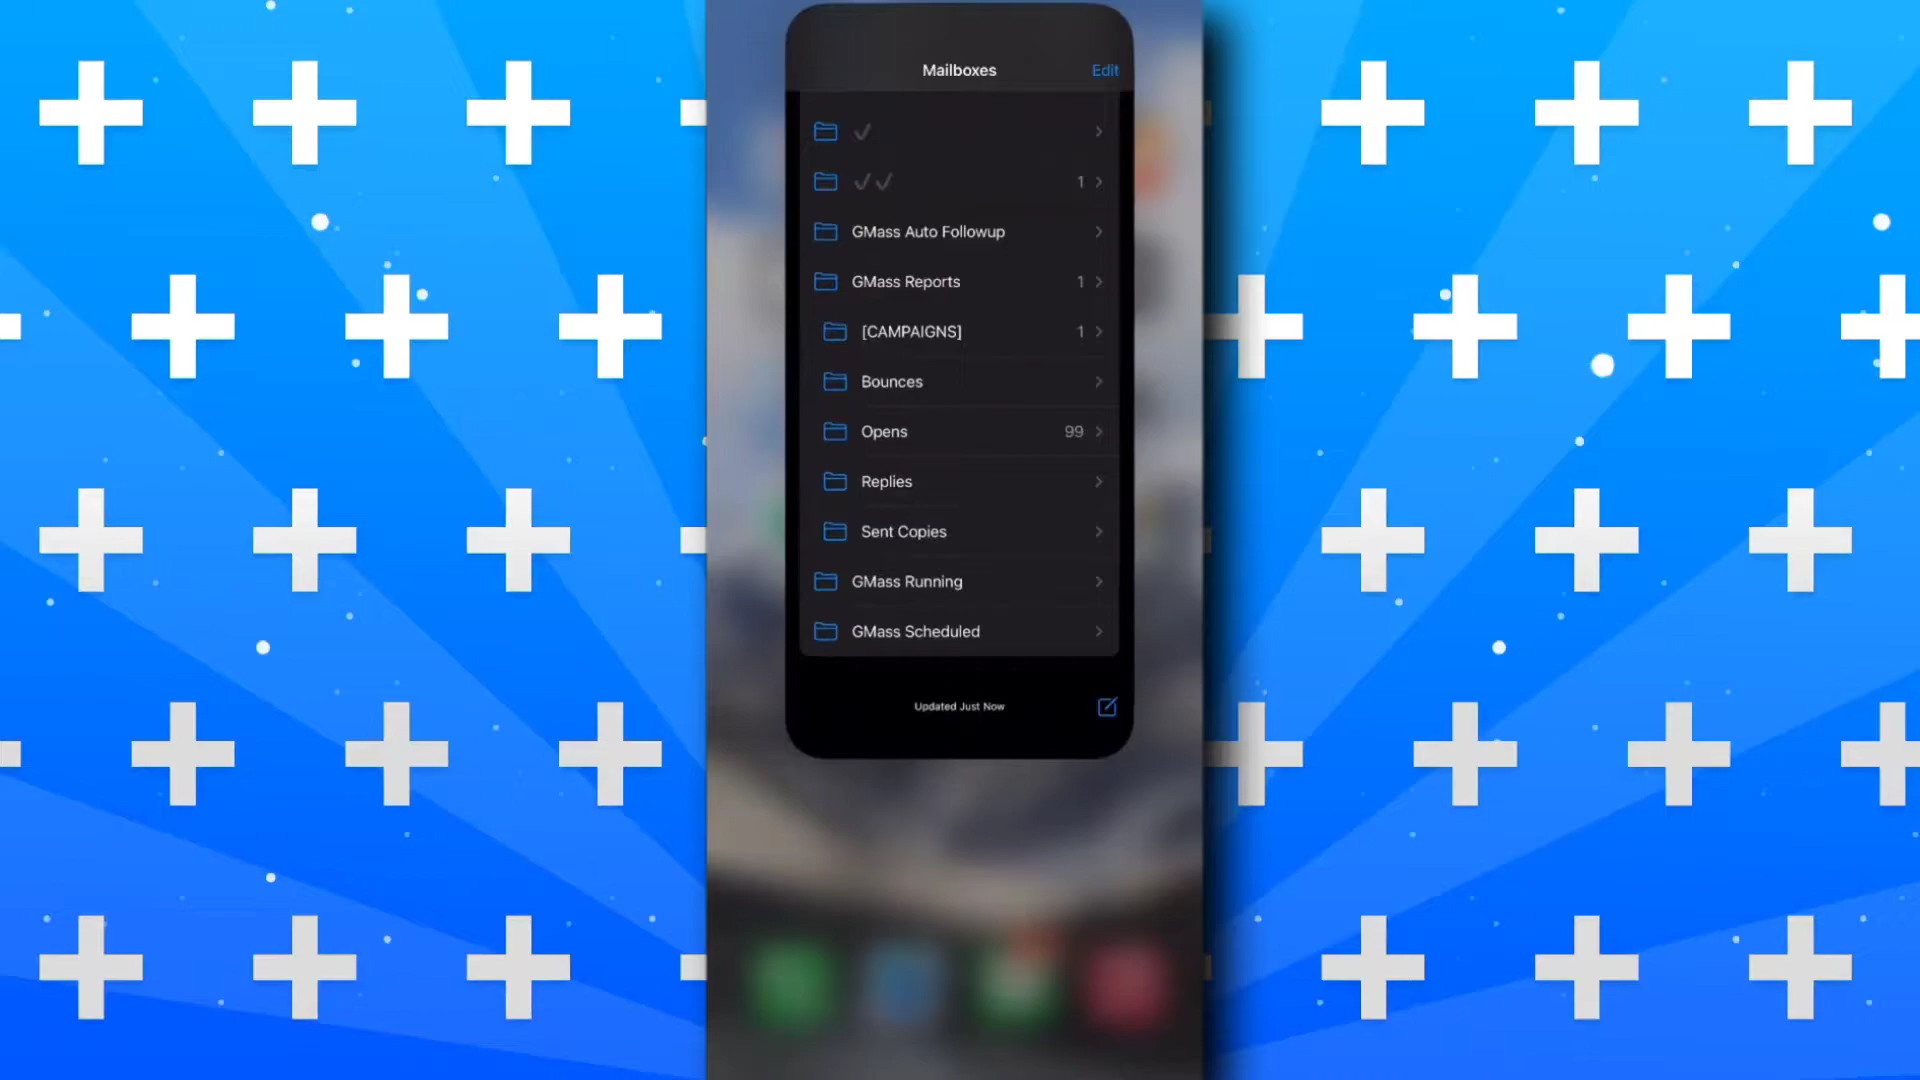 Mailboxes Edit
✓
✓✓ 1
GMass Auto Followup
GMass Reports 1
[CAMPAIGNS] 1
Bounces
Opens 99
Replies
Sent Copies
GMass Running
GMass Scheduled
Updated Just Now